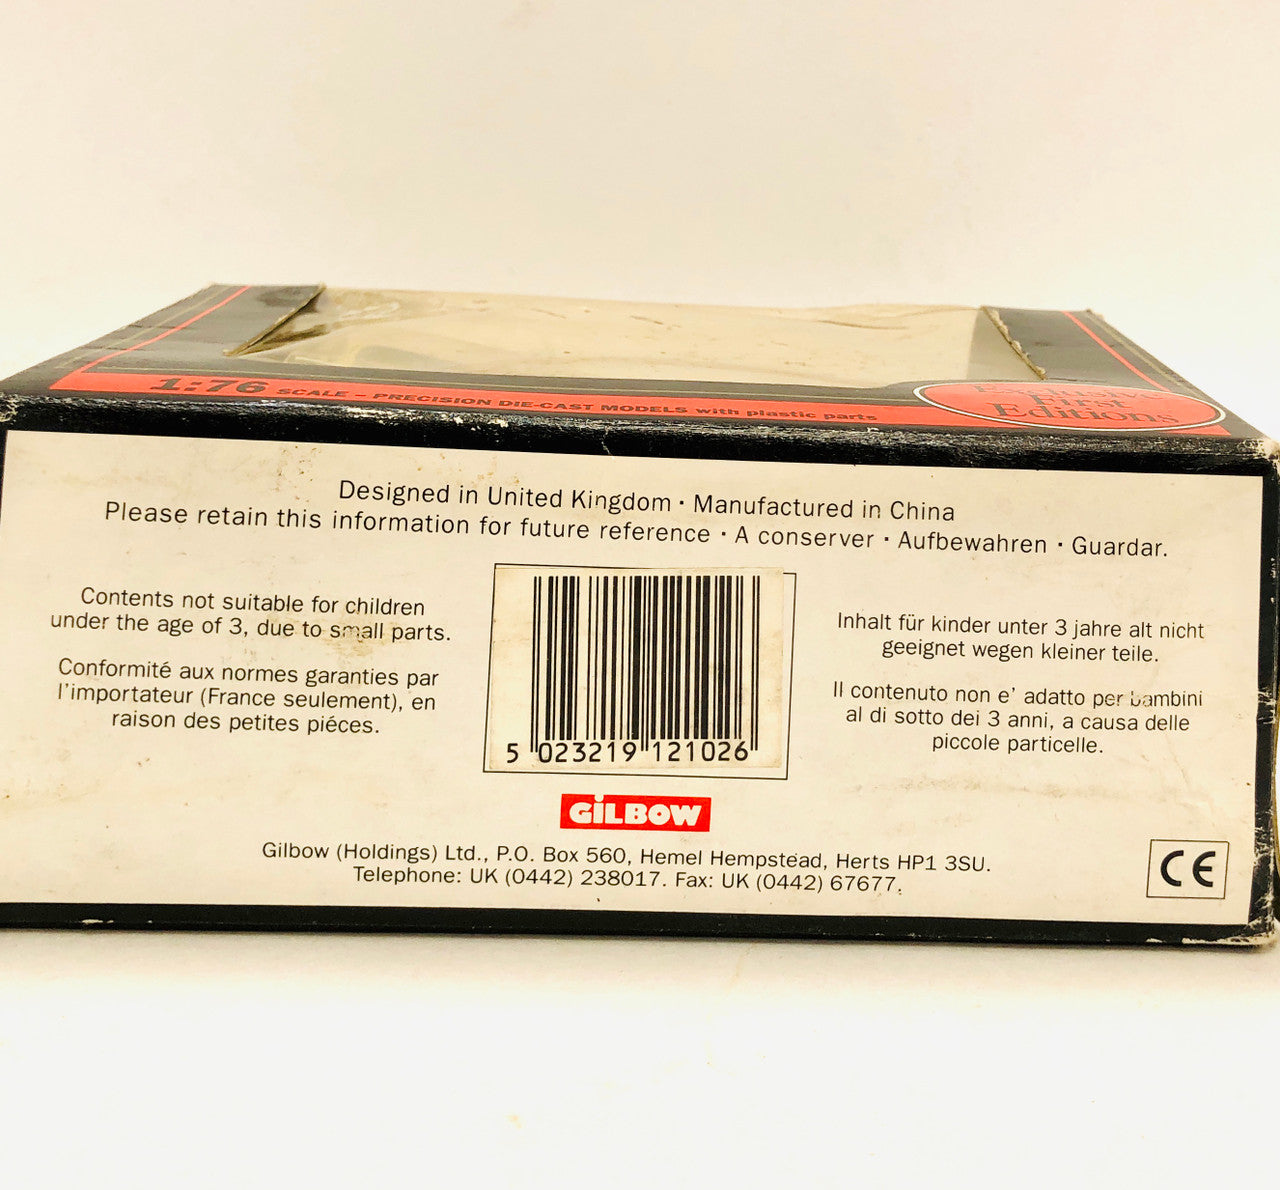 1:76 SCALE - PRECISION DIE-CAST MODELS with plastic parts
Exclusive
First
Editions
Designed in United Kingdom · Manufactured in China
Please retain this information for future reference · A conserver · Aufbewahren · Guardar.
Contents not suitable for children
under the age of 3, due to small parts.
Conformité aux normes garanties par
l'importateur (France seulement), en
raison des petites piéces.
5 023219 121026
Inhalt für kinder unter 3 jahre alt nicht
geeignet wegen kleiner teile.
Il contenuto non e' adatto per bambini
al di sotto dei 3 anni, a causa delle
piccole particelle.
GiLBOW
Gilbow (Holdings) Ltd., P.O. Box 560, Hemel Hempstead, Herts HP1 3SU.
Telephone: UK (0442) 238017. Fax: UK (0442) 67677.
CE